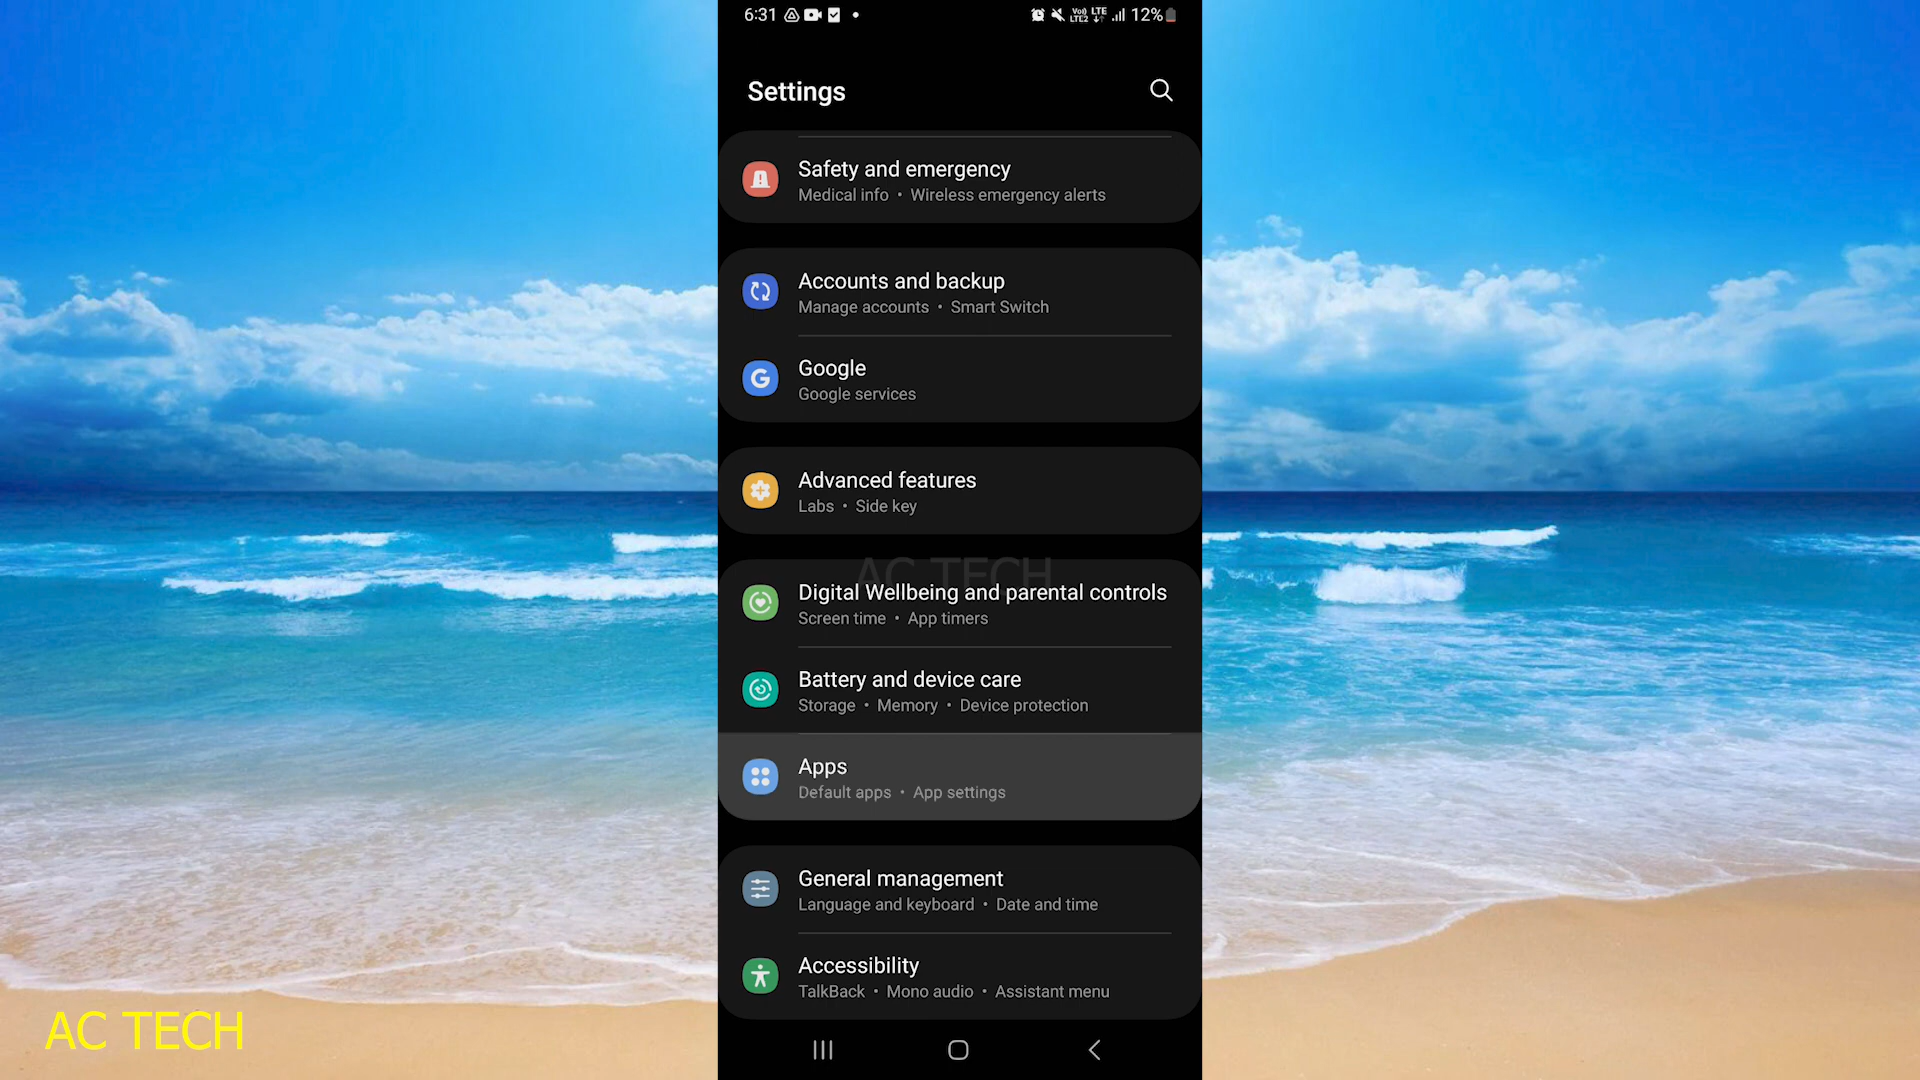 6:31
Vo) LTE
LTE2
12%
Settings
Safety and emergency
Medical info • Wireless emergency alerts
Accounts and backup
Manage accounts • Smart Switch
Google
Google services
Advanced features
Labs • Side key
AC TECH
Digital Wellbeing and parental controls
Screen time • App timers
Battery and device care
Storage • Memory • Device protection
Apps
Default apps • App settings
General management
Language and keyboard • Date and time
Accessibility
TalkBack • Mono audio • Assistant menu
AC TECH